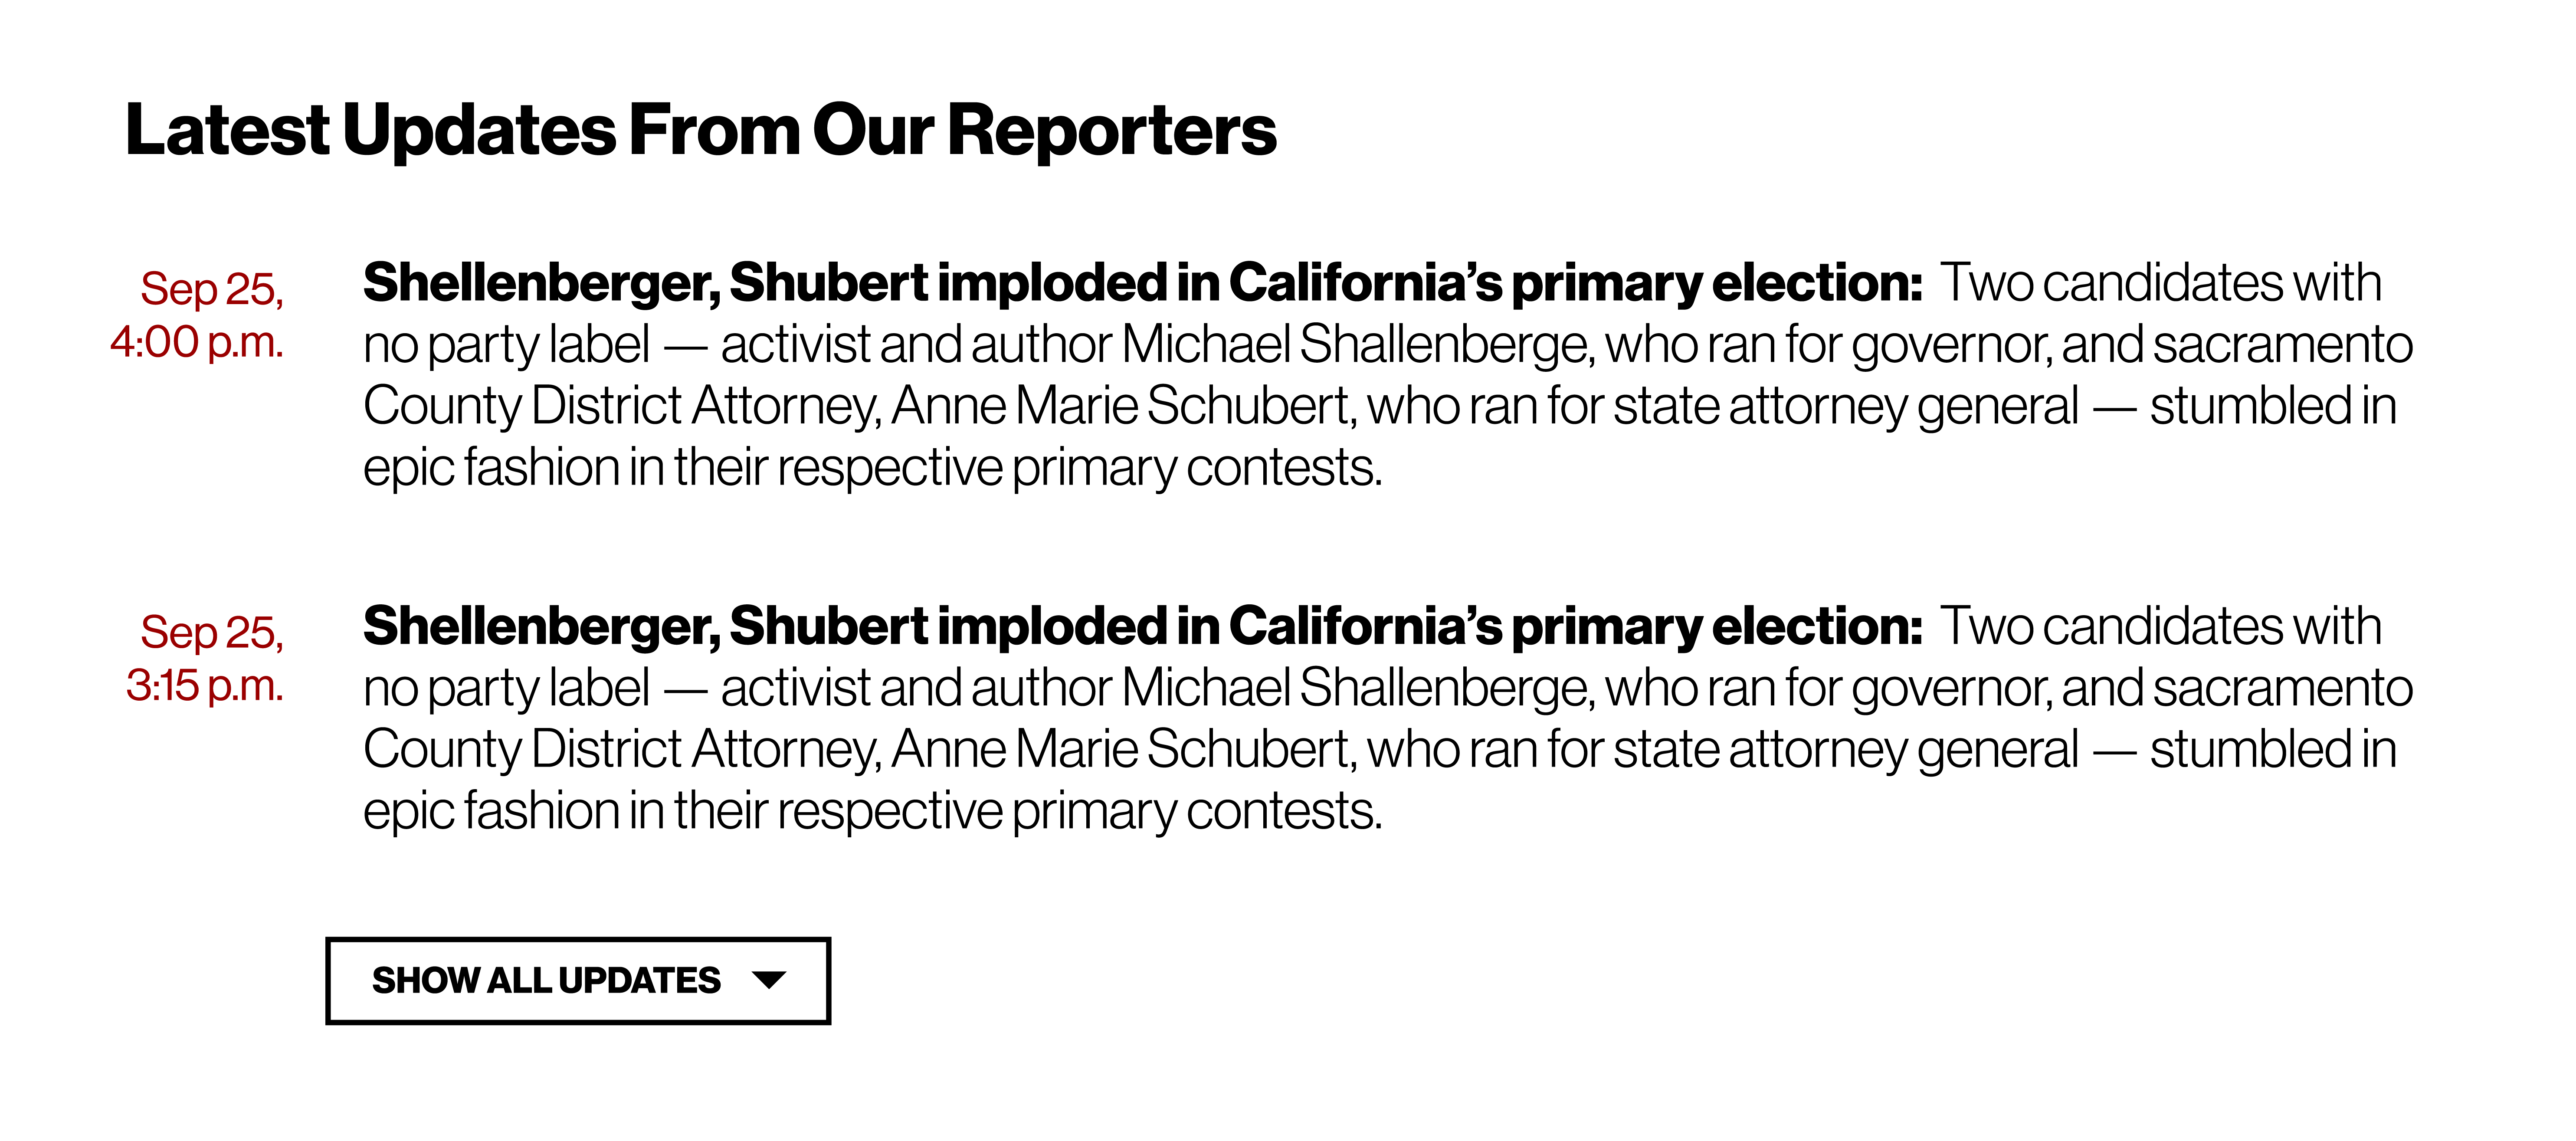 Latest Updates From Our Reporters
Sep 25,
4:00 p.m.
Shellenberger, Shubert imploded in California’s primary election: Two candidates with
no party label — activist and author Michael Shallenberge, who ran for governor, and sacramento
County District Attorney, Anne Marie Schubert, who ran for state attorney general — stumbled in
epic fashion in their respective primary contests.
Sep 25,
3:15 p.m.
Shellenberger, Shubert imploded in California’s primary election: Two candidates with
no party label — activist and author Michael Shallenberge, who ran for governor, and sacramento
County District Attorney, Anne Marie Schubert, who ran for state attorney general — stumbled in
epic fashion in their respective primary contests.
SHOW ALL UPDATES